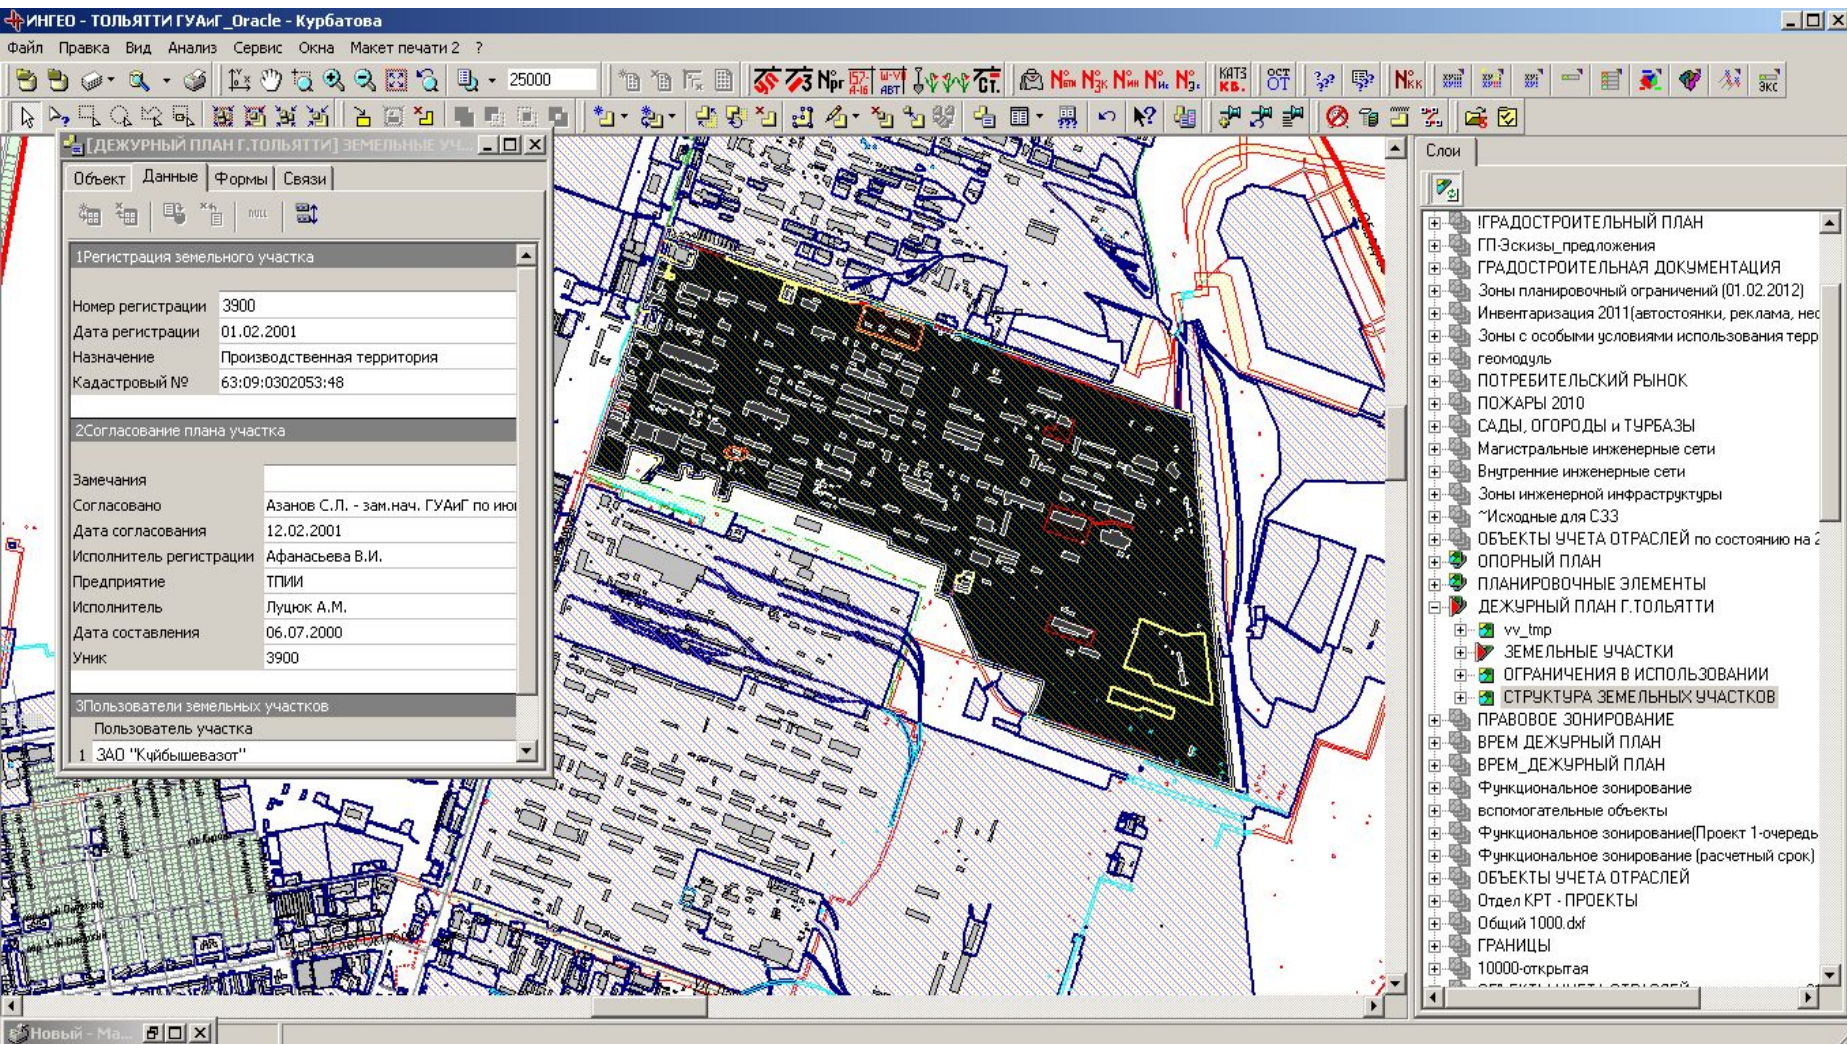 ИНГЕО - ТОЛЬЯТТИ ГУАиГ_Oracle - Курбатова
Файл Правка Вид Анализ Сервис Окна Макет печати 2 ?
25000
[ДЕЖУРНЫЙ ПЛАН Г.ТОЛЬЯТТИ] ЗЕМЕЛЬНЫЕ УЧ...
Объект Данные Формы Связи
NULL
1Регистрация земельного участка
Номер регистрации 3900
Дата регистрации 01.02.2001
Назначение Производственная территория
Кадастровый № 63:09:0302053:48
2Согласование плана участка
Замечания
Согласовано Азанов С.Л. - зам.нач. ГУАиГ по
Дата согласования 12.02.2001
Исполнитель регистрации Афанасьева В.И.
Предприятие ТПИИ
Исполнитель Луцюк А.М.
Дата составления 06.07.2000
Уник 3900
3Пользователи земельных участков
Пользователь участка
1 ЗАО "Куйбышевазот"
Слои
!ГРАДОСТРОИТЕЛЬНЫЙ ПЛАН
ГП-Эскизы_предложения
ГРАДОСТРОИТЕЛЬНАЯ ДОКУМЕНТАЦИЯ
Зоны планировочный ограничений (01.02.2012)
Инвентаризация 2011(автостоянки, реклама, нес
Зоны с особыми условиями использования терр
геомодуль
ПОТРЕБИТЕЛЬСКИЙ РЫНОК
ПОЖАРЫ 2010
САДЫ, ОГОРОДЫ и ТУРБАЗЫ
Магистральные инженерные сети
Внутренние инженерные сети
Зоны инженерной инфраструктуры
~Исходные для СЗЗ
ОБЪЕКТЫ УЧЕТА ОТРАСЛЕЙ по состоянию на 2
ОПОРНЫЙ ПЛАН
ПЛАНИРОВОЧНЫЕ ЭЛЕМЕНТЫ
ДЕЖУРНЫЙ ПЛАН Г.ТОЛЬЯТТИ
vv_tmp
ЗЕМЕЛЬНЫЕ УЧАСТКИ
ОГРАНИЧЕНИЯ В ИСПОЛЬЗОВАНИИ
СТРУКТУРА ЗЕМЕЛЬНЫХ УЧАСТКОВ
ПРАВОВОЕ ЗОНИРОВАНИЕ
ВРЕМ ДЕЖУРНЫЙ ПЛАН
ВРЕМ_ДЕЖУРНЫЙ ПЛАН
Функциональное зонирование
вспомогательные объекты
Функциональное зонирование(Проект 1-очередь
Функциональное зонирование (расчетный срок)
ОБЪЕКТЫ УЧЕТА ОТРАСЛЕЙ
Отдел КРТ - ПРОЕКТЫ
Общий 1000.dxf
ГРАНИЦЫ
10000-открытая
Новый - Ма...